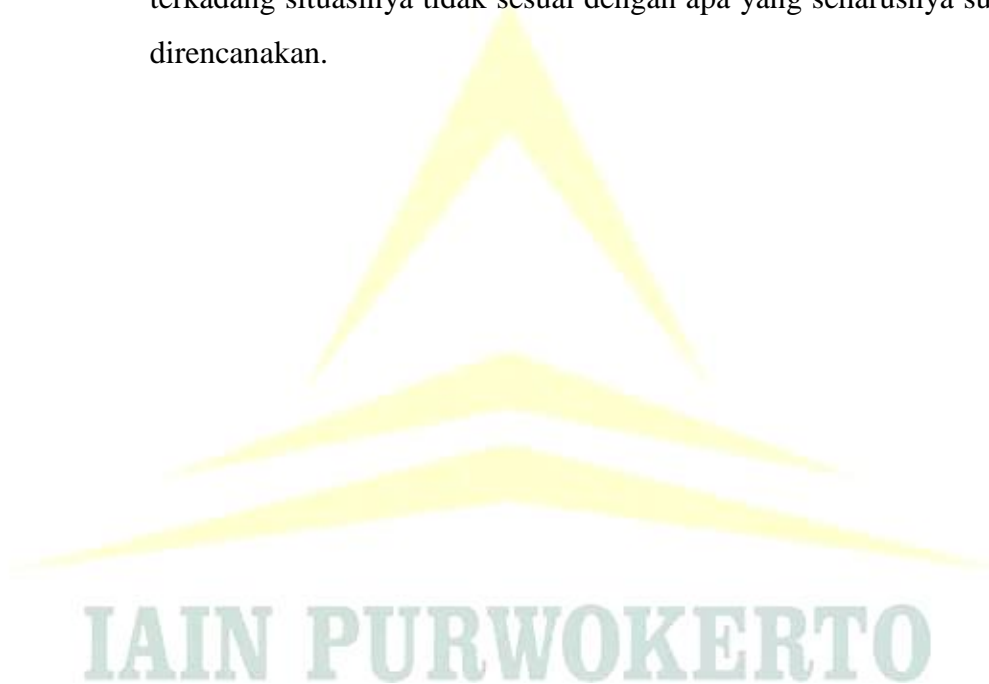 terkadang situasinya tidak sesuai dengan apa yang seharusnya
direncanakan.
IAIN PURWOKERTO